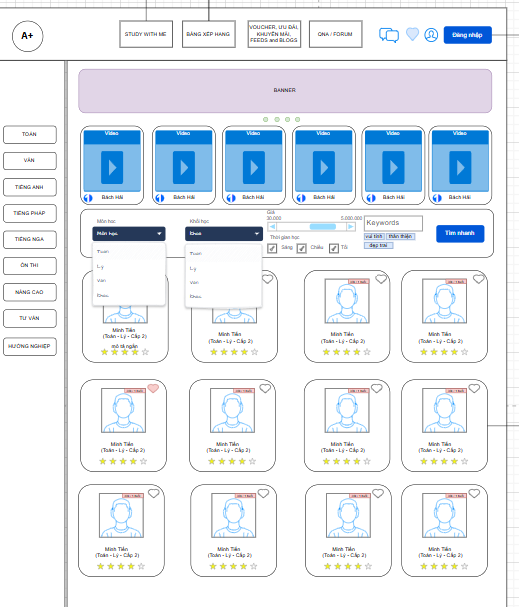 A+
STUDY WITH ME
BẢNG XẾP HẠNG
VOUCHER, ƯU ĐÃI,
KHUYẾN MÃI,
FEEDS and BLOGS
QNA / FORUM
Đăng nhập
BANNER
TOÁN
VĂN
TIẾNG ANH
TIẾNG PHÁP
TIẾNG NGA
ÔN THI
NÂNG CAO
TƯ VẤN
HƯỚNG NGHIỆP
Video
Video
Video
Video
Video
Video
Bách Hải
Bách Hải
Bách Hải
Bách Hải
Bách Hải
Bách Hải
Môn học
Môn học
Toán
Lý
Văn
Khác
Khối học
Khác
Toán
Lý
Văn
Khác
Giá
30.000
5.000.000
Thời gian học
Sáng
Chiều
Tối
Keywords
vui tính
thân thiện
đẹp trai
Tìm nhanh
Minh Tiến
(Toán - Lý - Cấp 2)
mô tả ngắn
Minh Tiến
(Toán - Lý - Cấp 2)
Minh Tiến
(Toán - Lý - Cấp 2)
Minh Tiến
(Toán - Lý - Cấp 2)
Minh Tiến
(Toán - Lý - Cấp 2)
Minh Tiến
(Toán - Lý - Cấp 2)
Minh Tiến
(Toán - Lý - Cấp 2)
Minh Tiến
(Toán - Lý - Cấp 2)
Minh Tiến
(Toán - Lý - Cấp 2)
Minh Tiến
(Toán - Lý - Cấp 2)
Minh Tiến
(Toán - Lý - Cấp 2)
Minh Tiến
(Toán - Lý - Cấp 2)